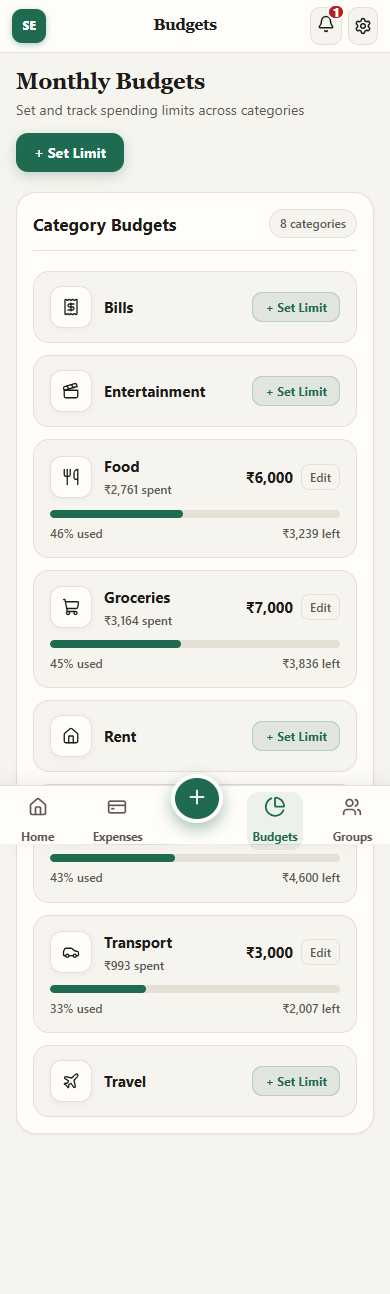 SE
Budgets
1
Monthly Budgets
Set and track spending limits across categories
+ Set Limit
Category Budgets
8 categories
Bills
+ Set Limit
Entertainment
+ Set Limit
Food
₹2,761 spent
₹6,000
Edit
46% used
₹3,239 left
Groceries
₹3,164 spent
₹7,000
Edit
45% used
₹3,836 left
Rent
+ Set Limit
Home
Expenses
Budgets
Groups
43% used
₹4,600 left
Transport
₹993 spent
₹3,000
Edit
33% used
₹2,007 left
Travel
+ Set Limit